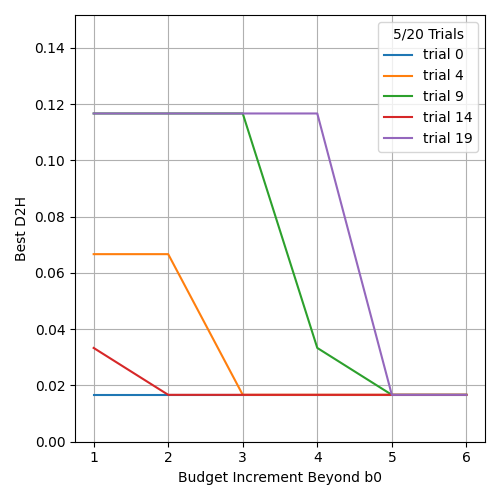 5/20 Trials
trial 0
trial 4
trial 9
trial 14
trial 19
Best D2H
0.14
0.12
0.10
0.08
0.06
0.04
0.02
0.00
1 2 3 4 5 6
Budget Increment Beyond b0